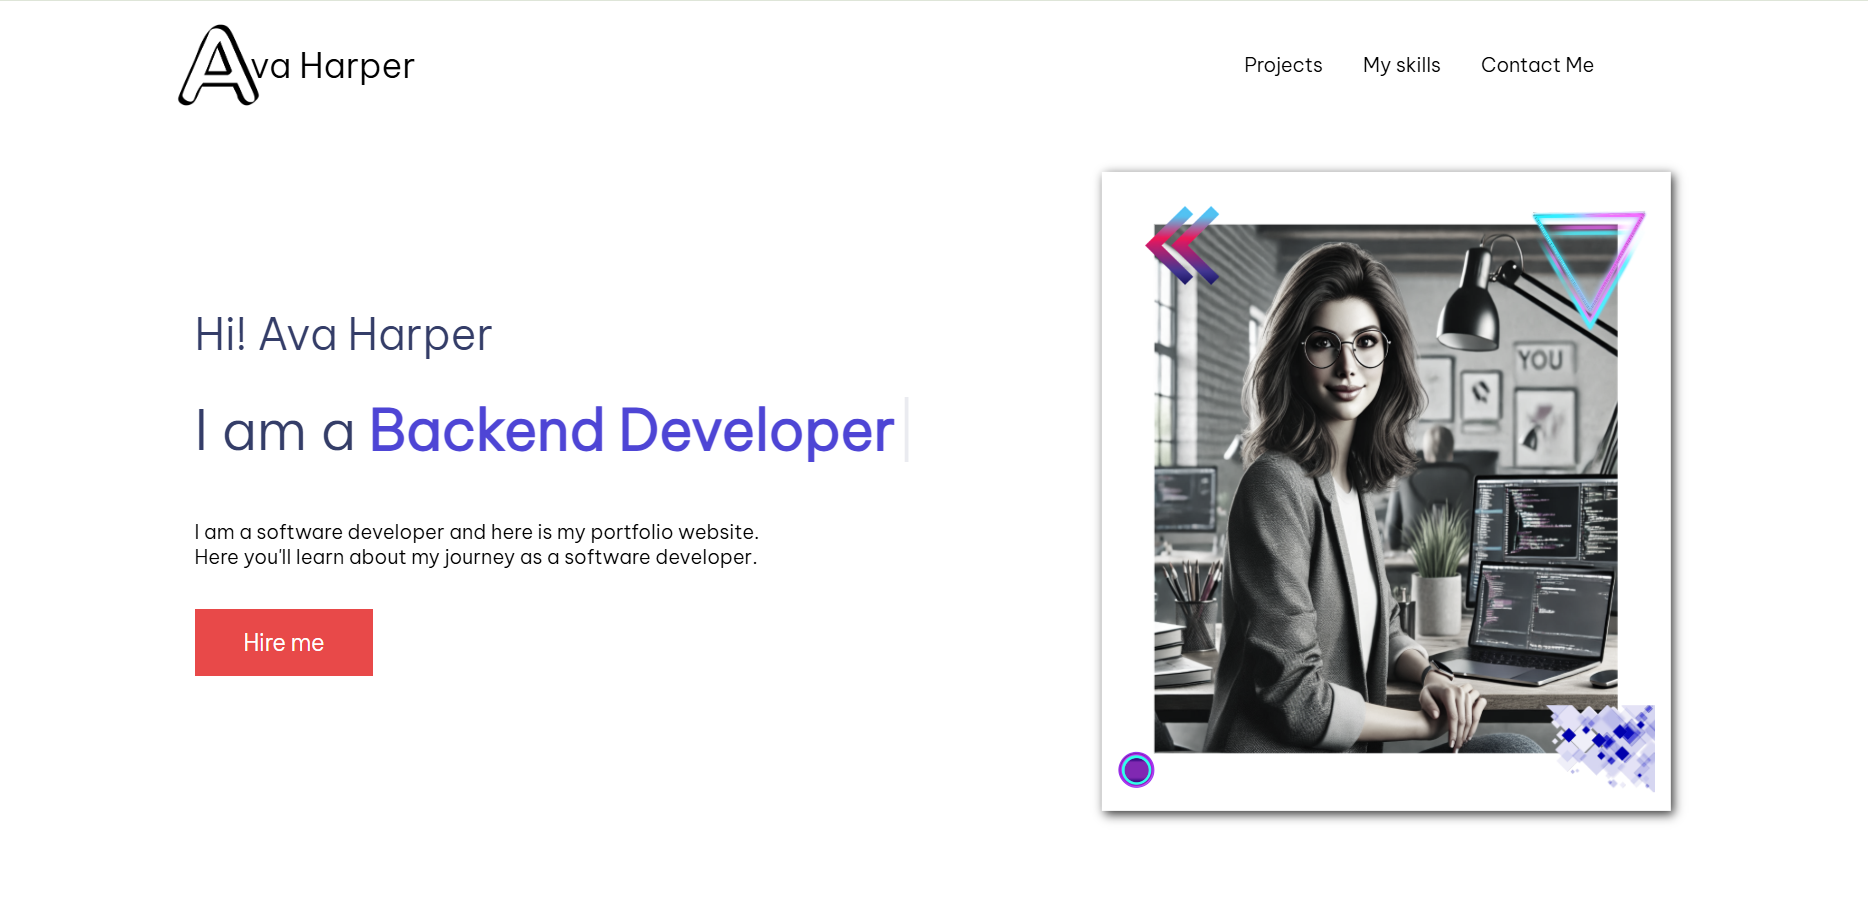 Ava Harper
Projects
My skills
Contact Me
Hi! Ava Harper
I am a Backend Developer
I am a software developer and here is my portfolio website.
Here you'll learn about my journey as a software developer.
Hire me
YOU